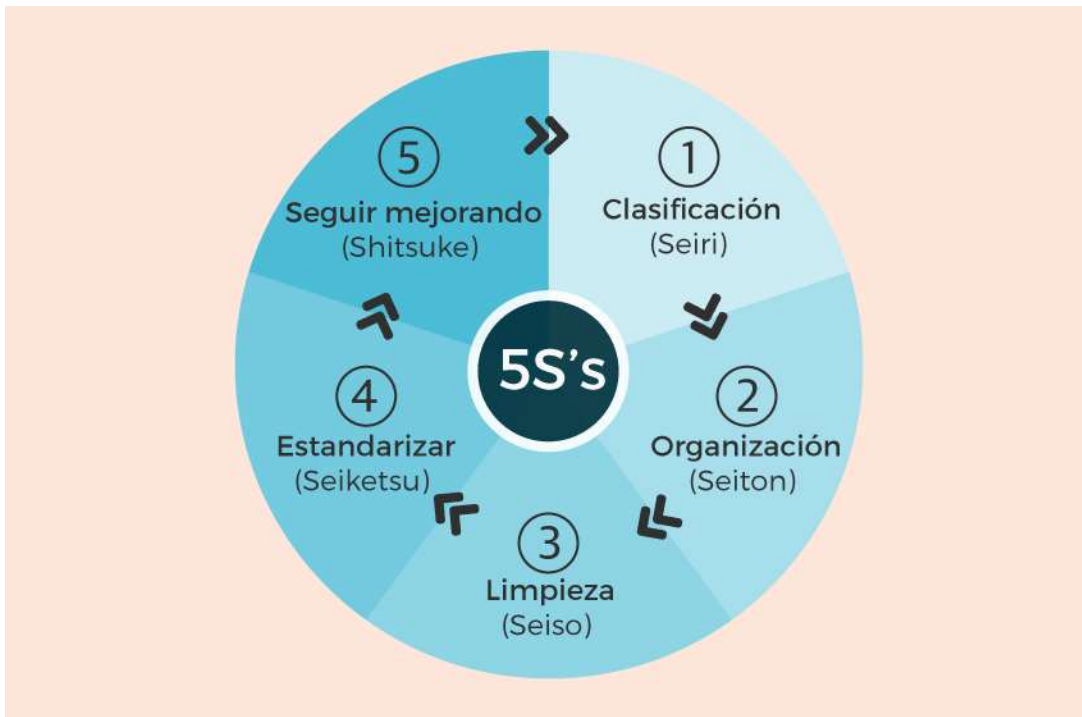 1
Clasificación
(Seiri)
2
Organización
(Seiton)
3
Limpieza
(Seiso)
4
Estandarizar
(Seiketsu)
5
Seguir mejorando
(Shitsuke)
5S's